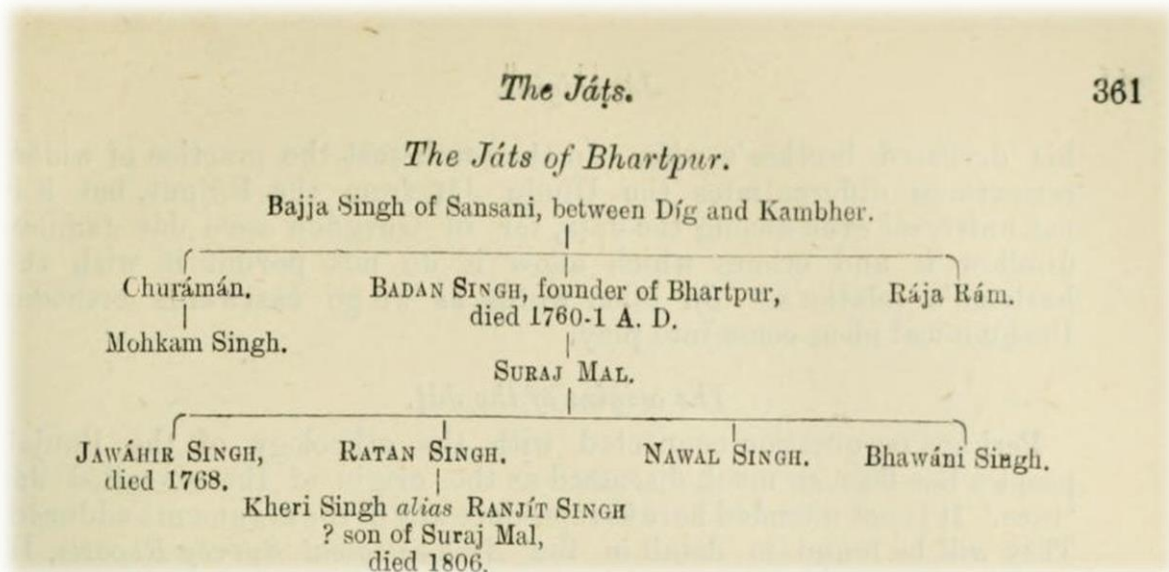 The Játs. 361
The Játs of Bhartpur.
Bajja Singh of Sansani, between Díg and Kambher.
Churámán. BADAN SINGH, founder of Bhartpur, Rája Rám.
died 1760-1 A. D.
Mohkam Singh.
SURAJ MAL.
JAWÁHIR SINGH, RATAN SINGH. NAWAL SINGH. Bhawáni Singh.
died 1768.
Kheri Singh alias RANJÍT SINGH
? son of Suraj Mal,
died 1806.